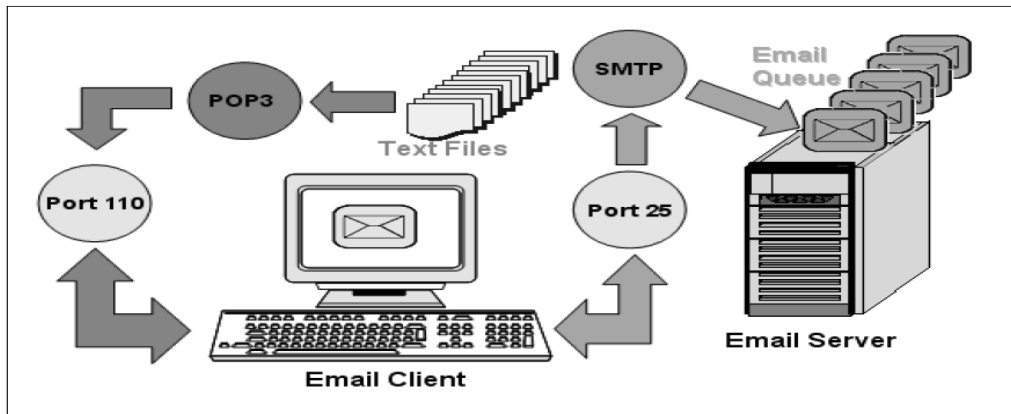 SMTP
Email
Queue
POP3
Text Files
Port 110
Port 25
Email Server
Email Client